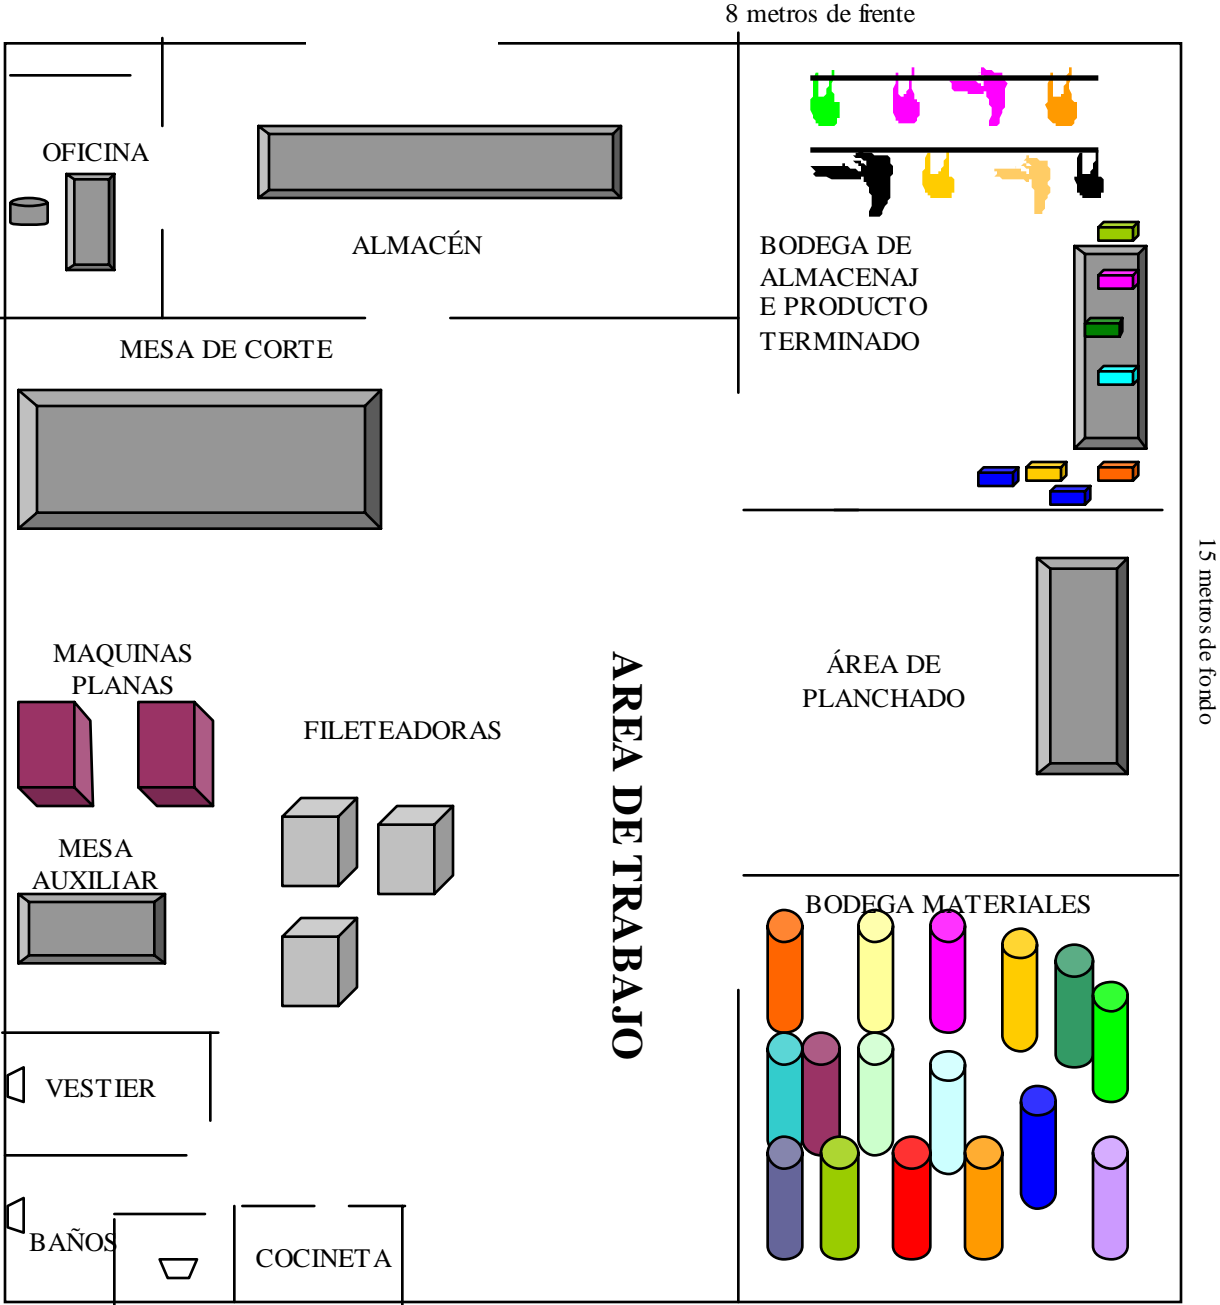 8 metros de frente
OFICINA
ALMACÉN
BODEGA DE
ALMACENAJ
E PRODUCTO
TERMINADO
MESA DE CORTE
15 metros de fondo
MAQUINAS
PLANAS
FILETEADORAS
AREA DE TRABAJO
ÁREA DE
PLANCHADO
MESA
AUXILIAR
BODEGA MATERIALES
VESTIER
BAÑOS
COCINETA